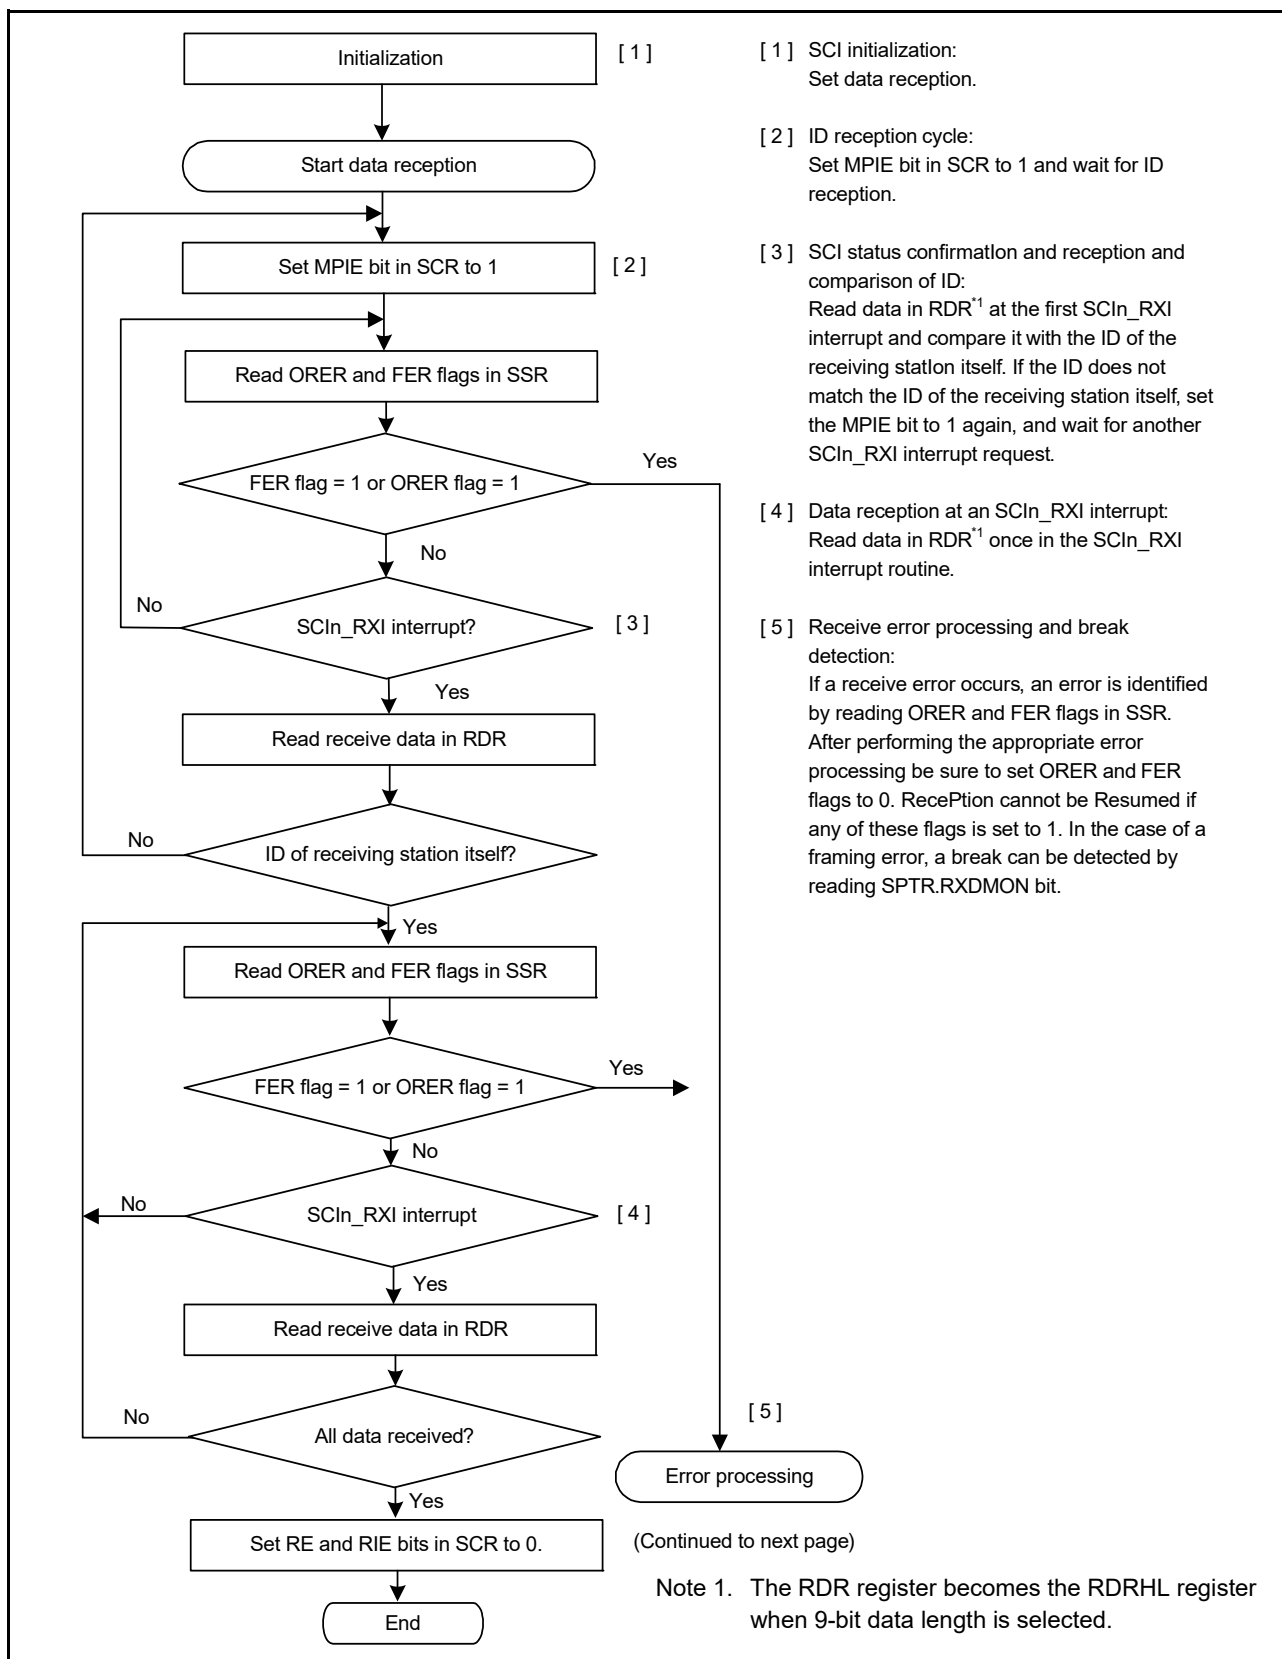 Initialization
[ 1 ]
Start data reception
Set MPIE bit in SCR to 1
[ 2 ]
Read ORER and FER flags in SSR
FER flag = 1 or ORER flag = 1
Yes
No
SCIn_RXI interrupt?
No
[ 3 ]
Yes
Read receive data in RDR
ID of receiving station itself?
No
Yes
Read ORER and FER flags in SSR
FER flag = 1 or ORER flag = 1
Yes
No
SCIn_RXI interrupt
No
[ 4 ]
Yes
Read receive data in RDR
All data received?
No
Yes
Set RE and RIE bits in SCR to 0.
End
[ 5 ]
Error processing
(Continued to next page)
[ 1 ] SCI initialization:
Set data reception.
[ 2 ] ID reception cycle:
Set MPIE bit in SCR to 1 and wait for ID
reception.
[ 3 ] SCI status confirmatIon and reception and
comparison of ID:
Read data in RDR*1 at the first SCIn_RXI
interrupt and compare it with the ID of the
receiving statIon itself. If the ID does not
match the ID of the receiving station itself, set
the MPIE bit to 1 again, and wait for another
SCIn_RXI interrupt request.
[ 4 ] Data reception at an SCIn_RXI interrupt:
Read data in RDR*1 once in the SCIn_RXI
interrupt routine.
[ 5 ] Receive error processing and break
detection:
If a receive error occurs, an error is identified
by reading ORER and FER flags in SSR.
After performing the appropriate error
processing be sure to set ORER and FER
flags to 0. RecePtion cannot be Resumed if
any of these flags is set to 1. In the case of a
framing error, a break can be detected by
reading SPTR.RXDMON bit.
Note 1. The RDR register becomes the RDRHL register
when 9-bit data length is selected.